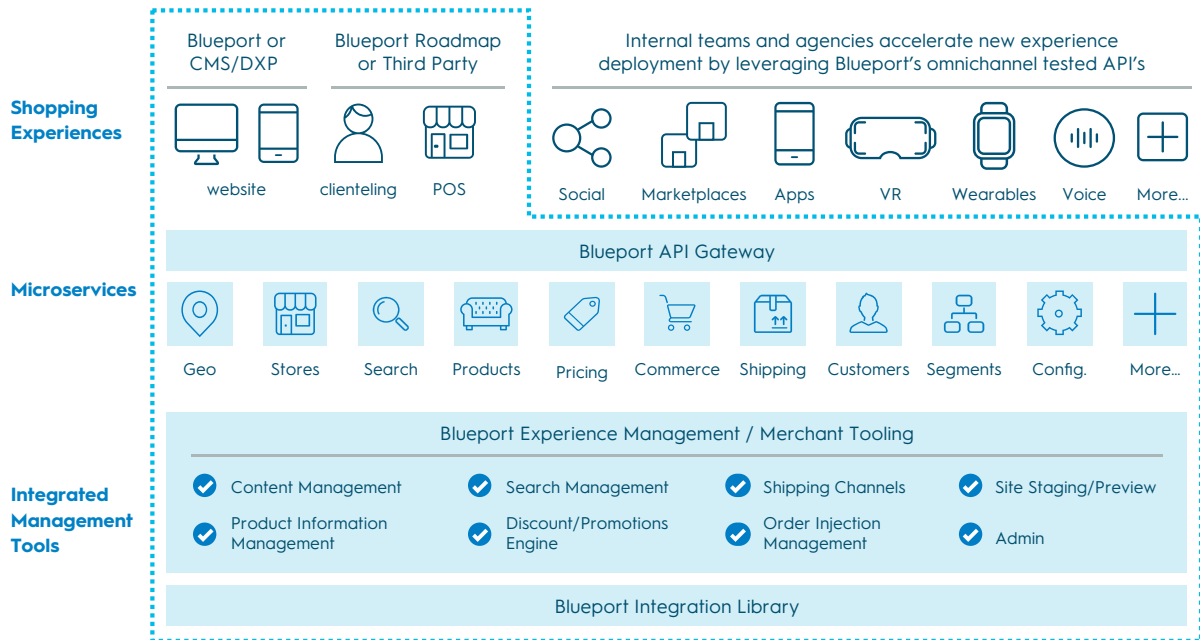 Blueport or
CMS/DXP
Blueport Roadmap
or Third Party
Internal teams and agencies accelerate new experience
deployment by leveraging Blueport's omnichannel tested API's
Shopping
Experiences
website
clienteling
POS
Social
Marketplaces
Apps
VR
Wearables
Voice
More...
Blueport API Gateway
Microservices
Geo
Stores
Search
Products
Pricing
Commerce
Shipping
Customers
Segments
Config.
More...
Blueport Experience Management / Merchant Tooling
Integrated
Management
Tools
Content Management
Search Management
Shipping Channels
Site Staging/Preview
Product Information
Management
Discount/Promotions
Engine
Order Injection
Management
Admin
Blueport Integration Library